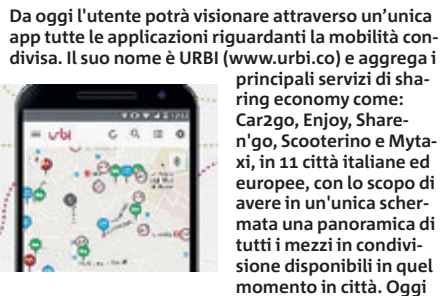 Da oggi l'utente potrà visionare attraverso un’unica
app tutte le applicazioni riguardanti la mobilità con-
divisa. Il suo nome è URBI (www.urbi.co) e aggrega i
principali servizi di sha-
ring economy come:
Car2go, Enjoy, Share-
n'go, Scooterino e Myta-
xi, in 11 città italiane ed
europee, con lo scopo di
avere in un'unica scher-
mata una panoramica di
tutti i mezzi in condivi-
sione disponibili in quel
momento in città. Oggi
urbi